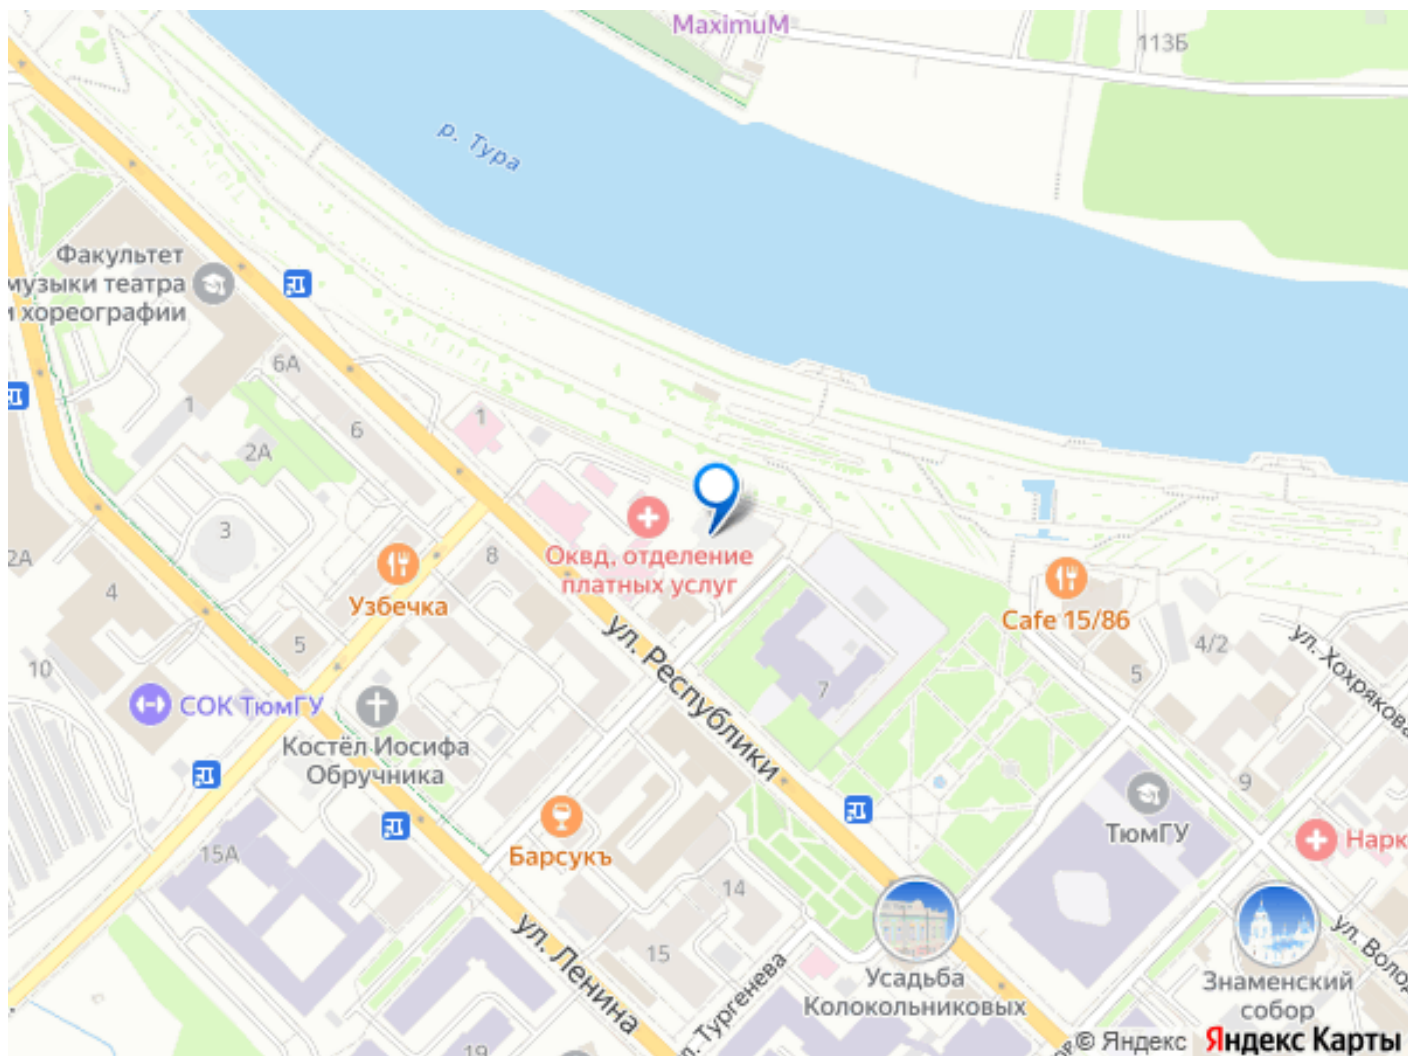 MaximuM
113Б
р. Тура
Факультет
музыки театра
и хореографии
6А
1
6
1
2А
3
8
2А
4
Оквд, отделение
платных услуг
Узбечка
Cafe 15/86
ул. Хохрякова
4/2
5
5
10
ул. Республики
7
СОК ТюмГУ
Костёл Иосифа
Обручника
9
ТюмГУ
Нарк
15А
Барсукъ
14
ул. Ленина
15
Усадьба
Колокольниковых
Знаменский
собор
ул. Волод
л. Тургенева
19
© Яндекс Яндекс Карты